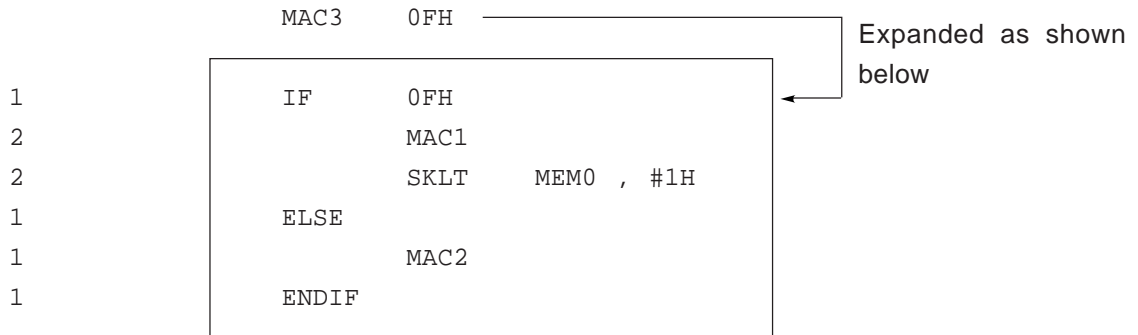 MAC3 0FH
Expanded as shown
below
1 IF 0FH
2 MAC1
2 SKLT MEM0 , #1H
1 ELSE
1 MAC2
1 ENDIF